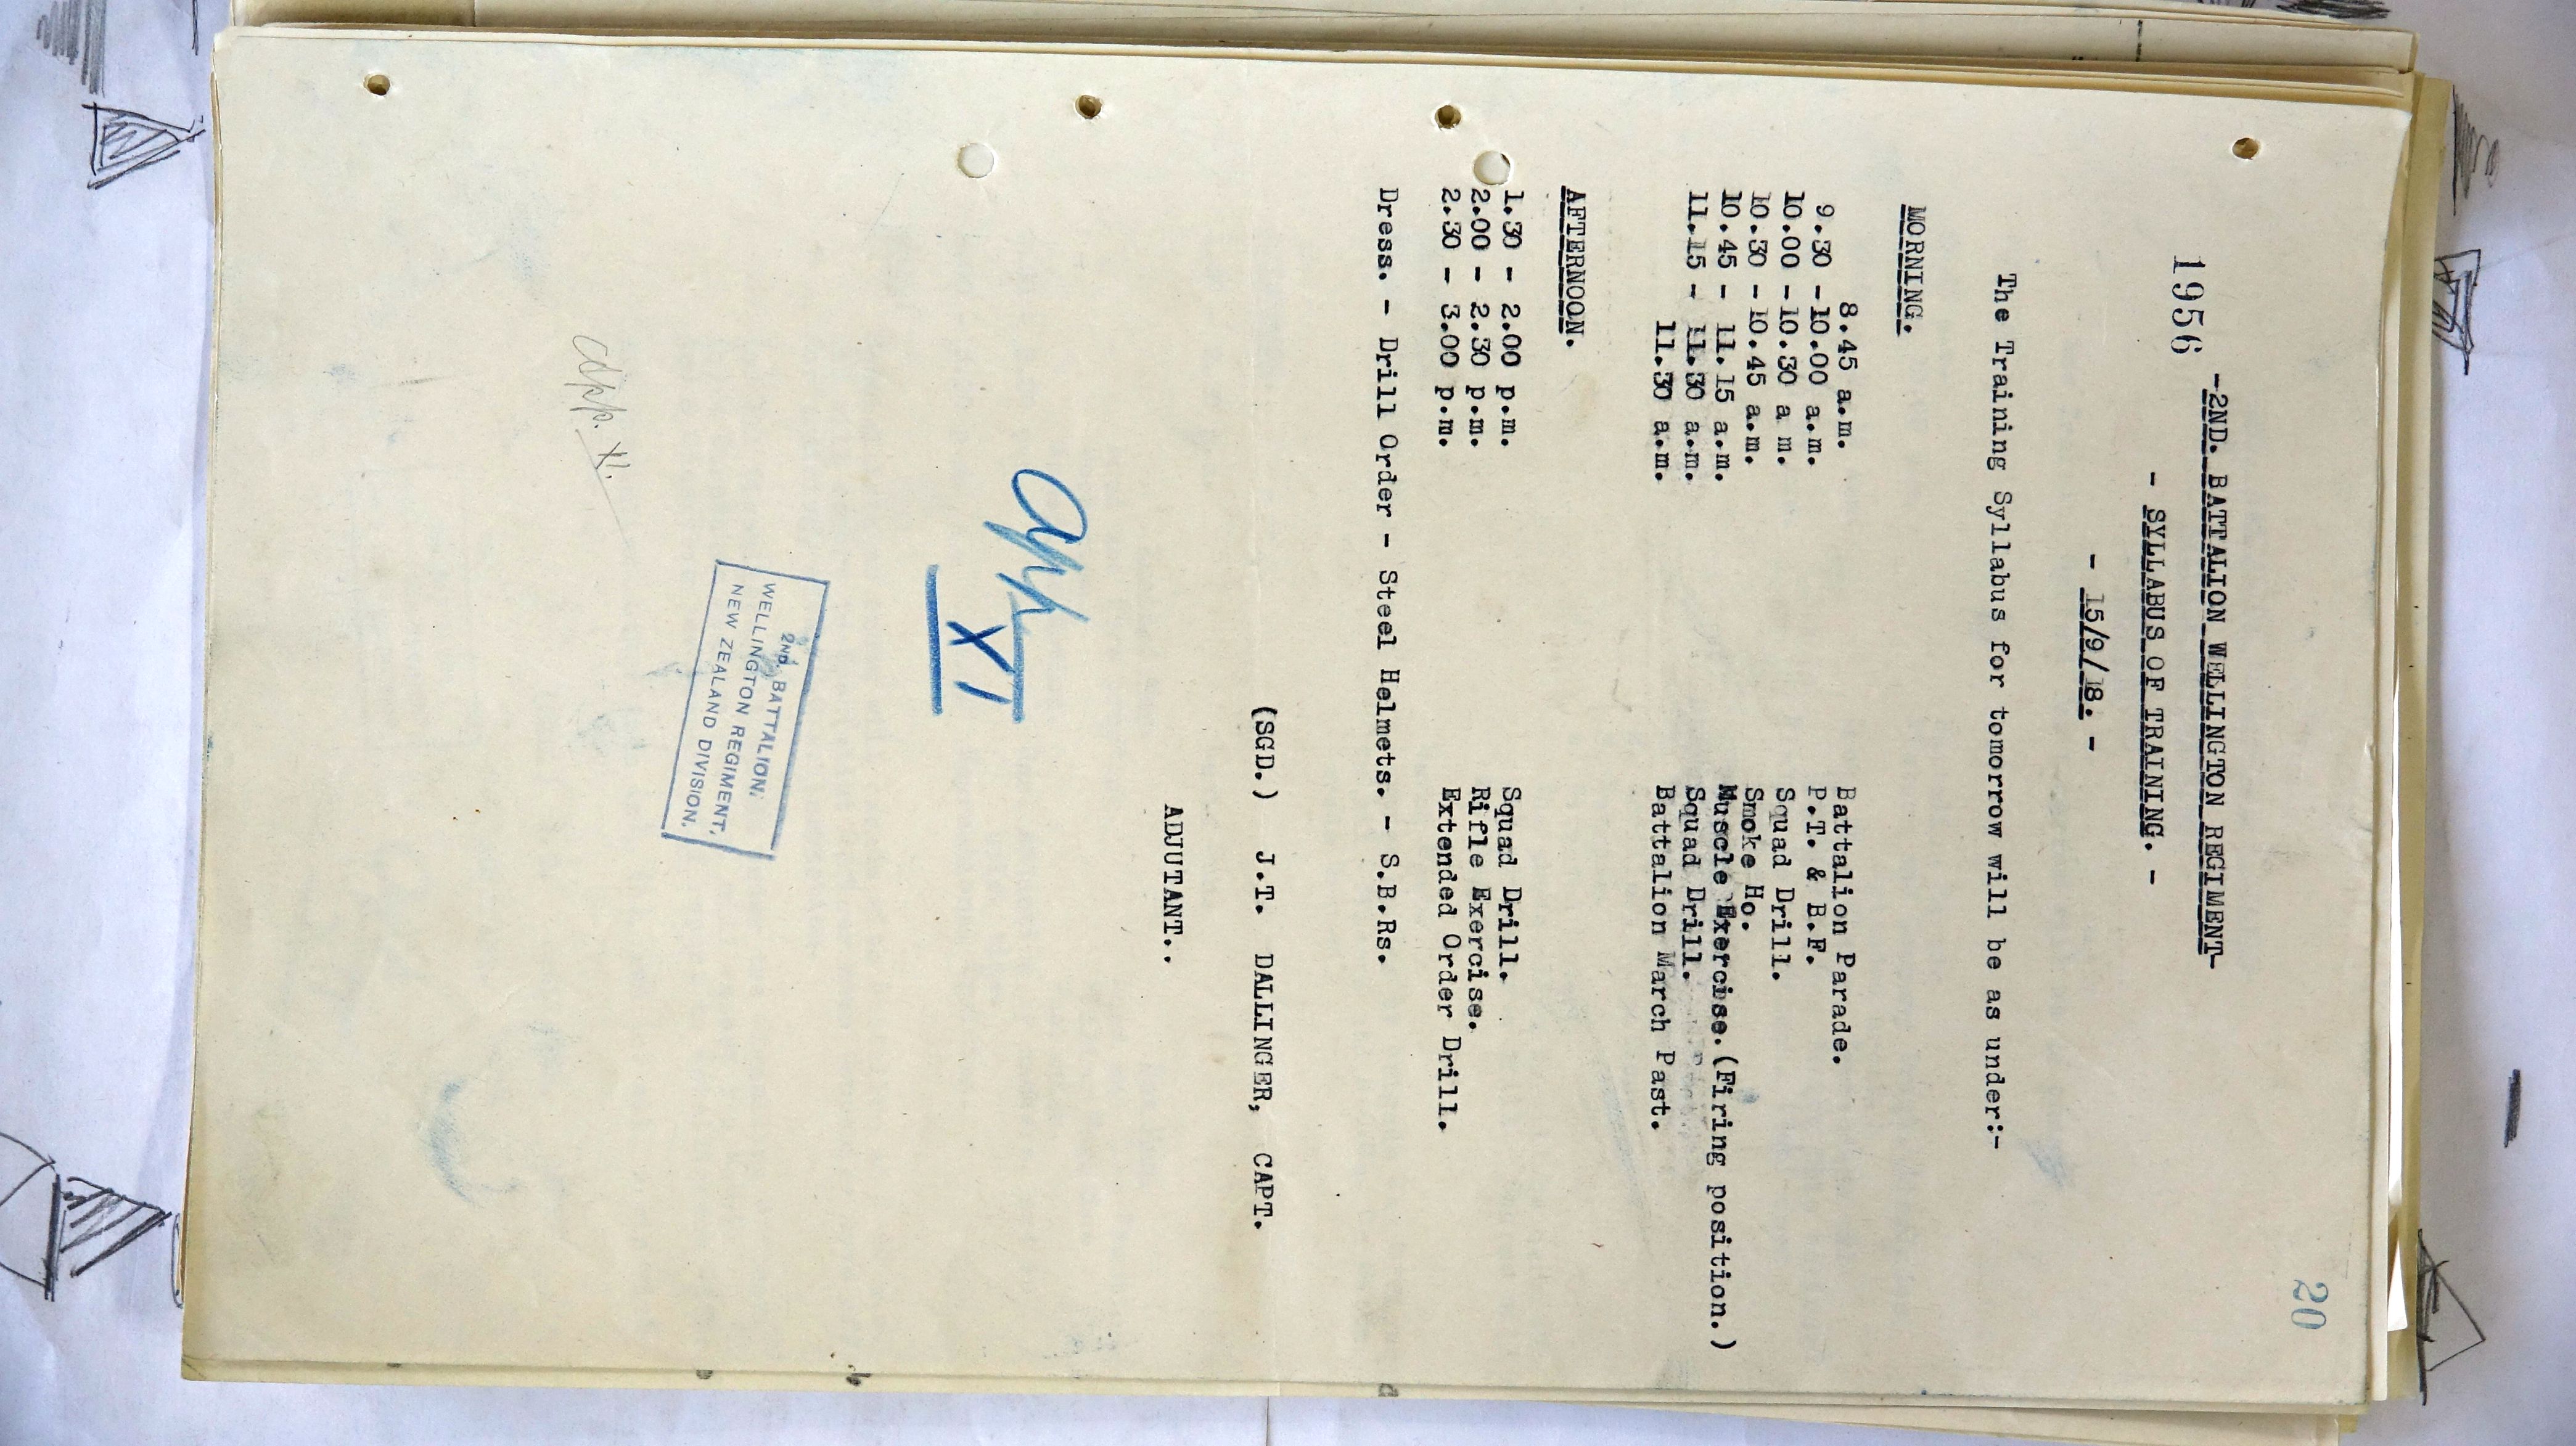 20
1956
-2ND. BATTALION WELLINGTON REGIMENT-
- SYLLABUS OF TRAINING. -
- 15/9/18. -
The Training Syllabus for tomorrow will be as under:-
MORNING.
8.45 a.m. Battalion Parade.
9.30 -10.00 a.m. P.T. & B.F.
10.00 -10.30 a m. Squad Drill.
10.30 -10.45 a.m. Smoke Ho.
10.45 - 11.15 a.m. Muscle Exercise.(Firing position.)
11.15 - 11.30 a.m. Squad Drill.
11.30 a.m. Battalion March Past.
AFTERNOON.
1.30 - 2.00 p.m. Squad Drill.
2.00 - 2.30 p.m. Rifle Exercise.
2.30 - 3.00 p.m. Extended Order Drill.
Dress. - Drill Order - Steel Helmets. - S.B.Rs.
(SGD.) J.T. DALLINGER, CAPT.
ADJUTANT..
App XI
2ND. BATTALION.
WELLINGTON REGIMENT,
NEW ZEALAND DIVISION.
App. XI.